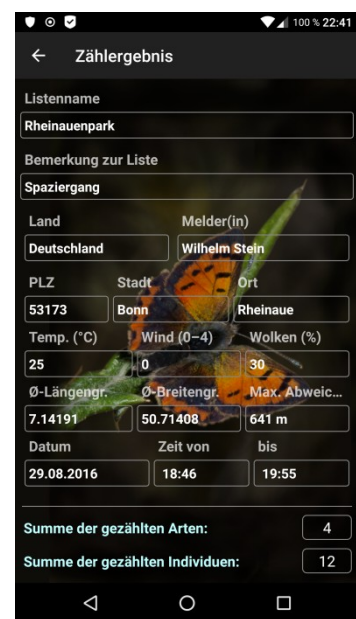 100 % 22:41
Zählergebnis
Listenname
Rheinauenpark
Bemerkung zur Liste
Spaziergang
Land Melder(in)
Deutschland Wilhelm Stein
PLZ Stadt Ort
53173 Bonn Rheinaue
Temp. (°C) Wind (0–4) Wolken (%)
25 0 30
Ø-Längengr. Ø-Breitengr. Max. Abweic...
7.14191 50.71408 641 m
Datum Zeit von bis
29.08.2016 18:46 19:55
Summe der gezählten Arten: 4
Summe der gezählten Individuen: 12